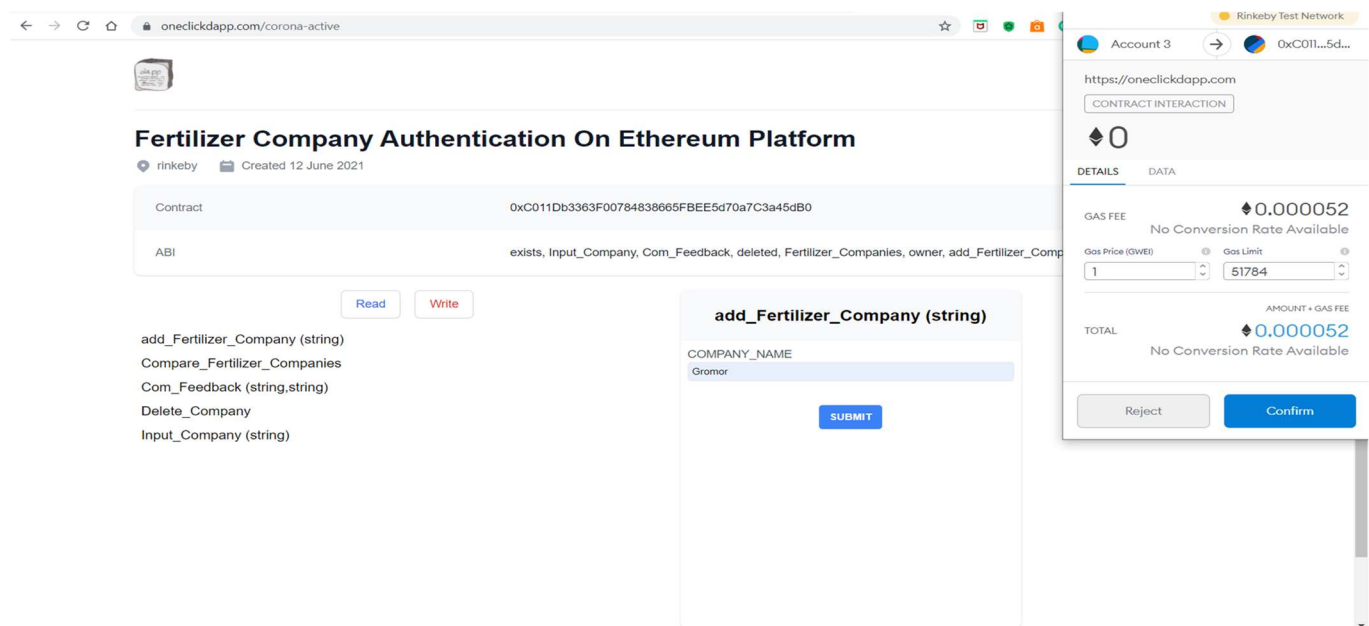 oneclickdapp.com/corona-active
Fertilizer Company Authentication On Ethereum Platform
rinkeby Created 12 June 2021
Contract 0xC011Db3363F00784838665FBEE5d70a7C3a45dB0
ABI exists, Input_Company, Com_Feedback, deleted, Fertilizer_Companies, owner, add_Fertilizer_Comp
Read Write
add_Fertilizer_Company (string)
Compare_Fertilizer_Companies
Com_Feedback (string,string)
Delete_Company
Input_Company (string)
add_Fertilizer_Company (string)
COMPANY_NAME
Gromor
SUBMIT
Rinkeby Test Network
Account 3 0xC011...5d...
https://oneclickdapp.com
CONTRACT INTERACTION
0
DETAILS DATA
GAS FEE 0.000052
No Conversion Rate Available
Gas Price (GWEI) Gas Limit
1 51784
AMOUNT + GAS FEE
TOTAL 0.000052
No Conversion Rate Available
Reject Confirm